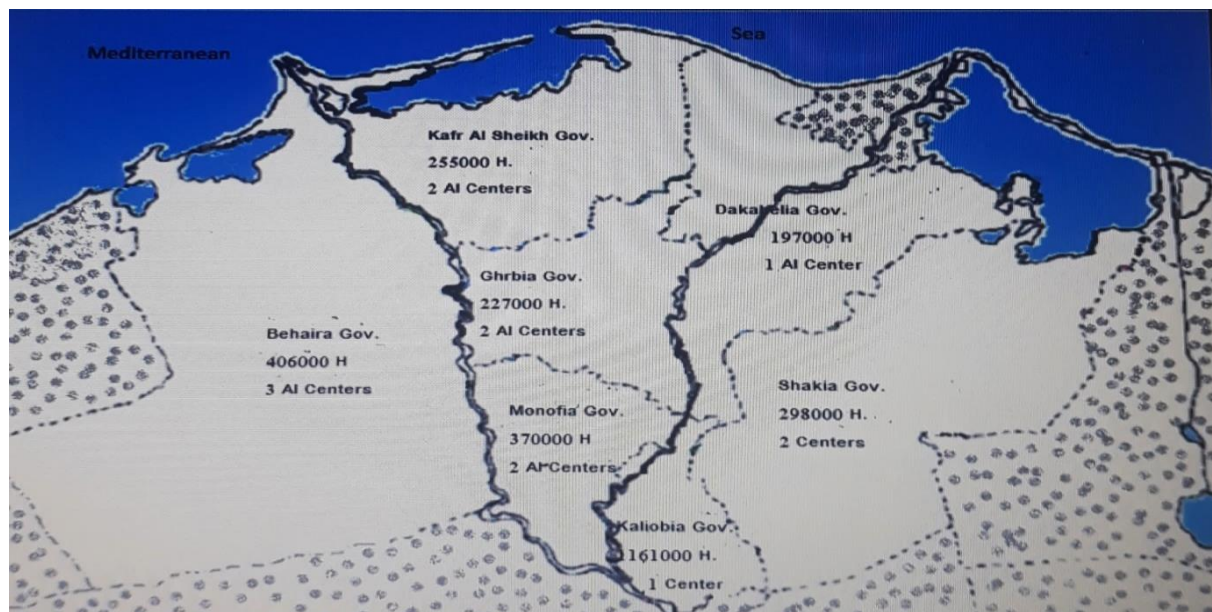 Mediterranean
Sea
Kafr Al Sheikh Gov.
255000 H.
2 AI Centers
Dakahelia Gov.
197000 H
1 AI Center
Ghrbia Gov.
227000 H.
2 AI Centers
Behaira Gov.
406000 H
3 AI Centers
Shakia Gov.
298000 H.
2 Centers
Monofia Gov.
370000 H
2 AI Centers
Kaliobia Gov.
161000 H.
1 Center